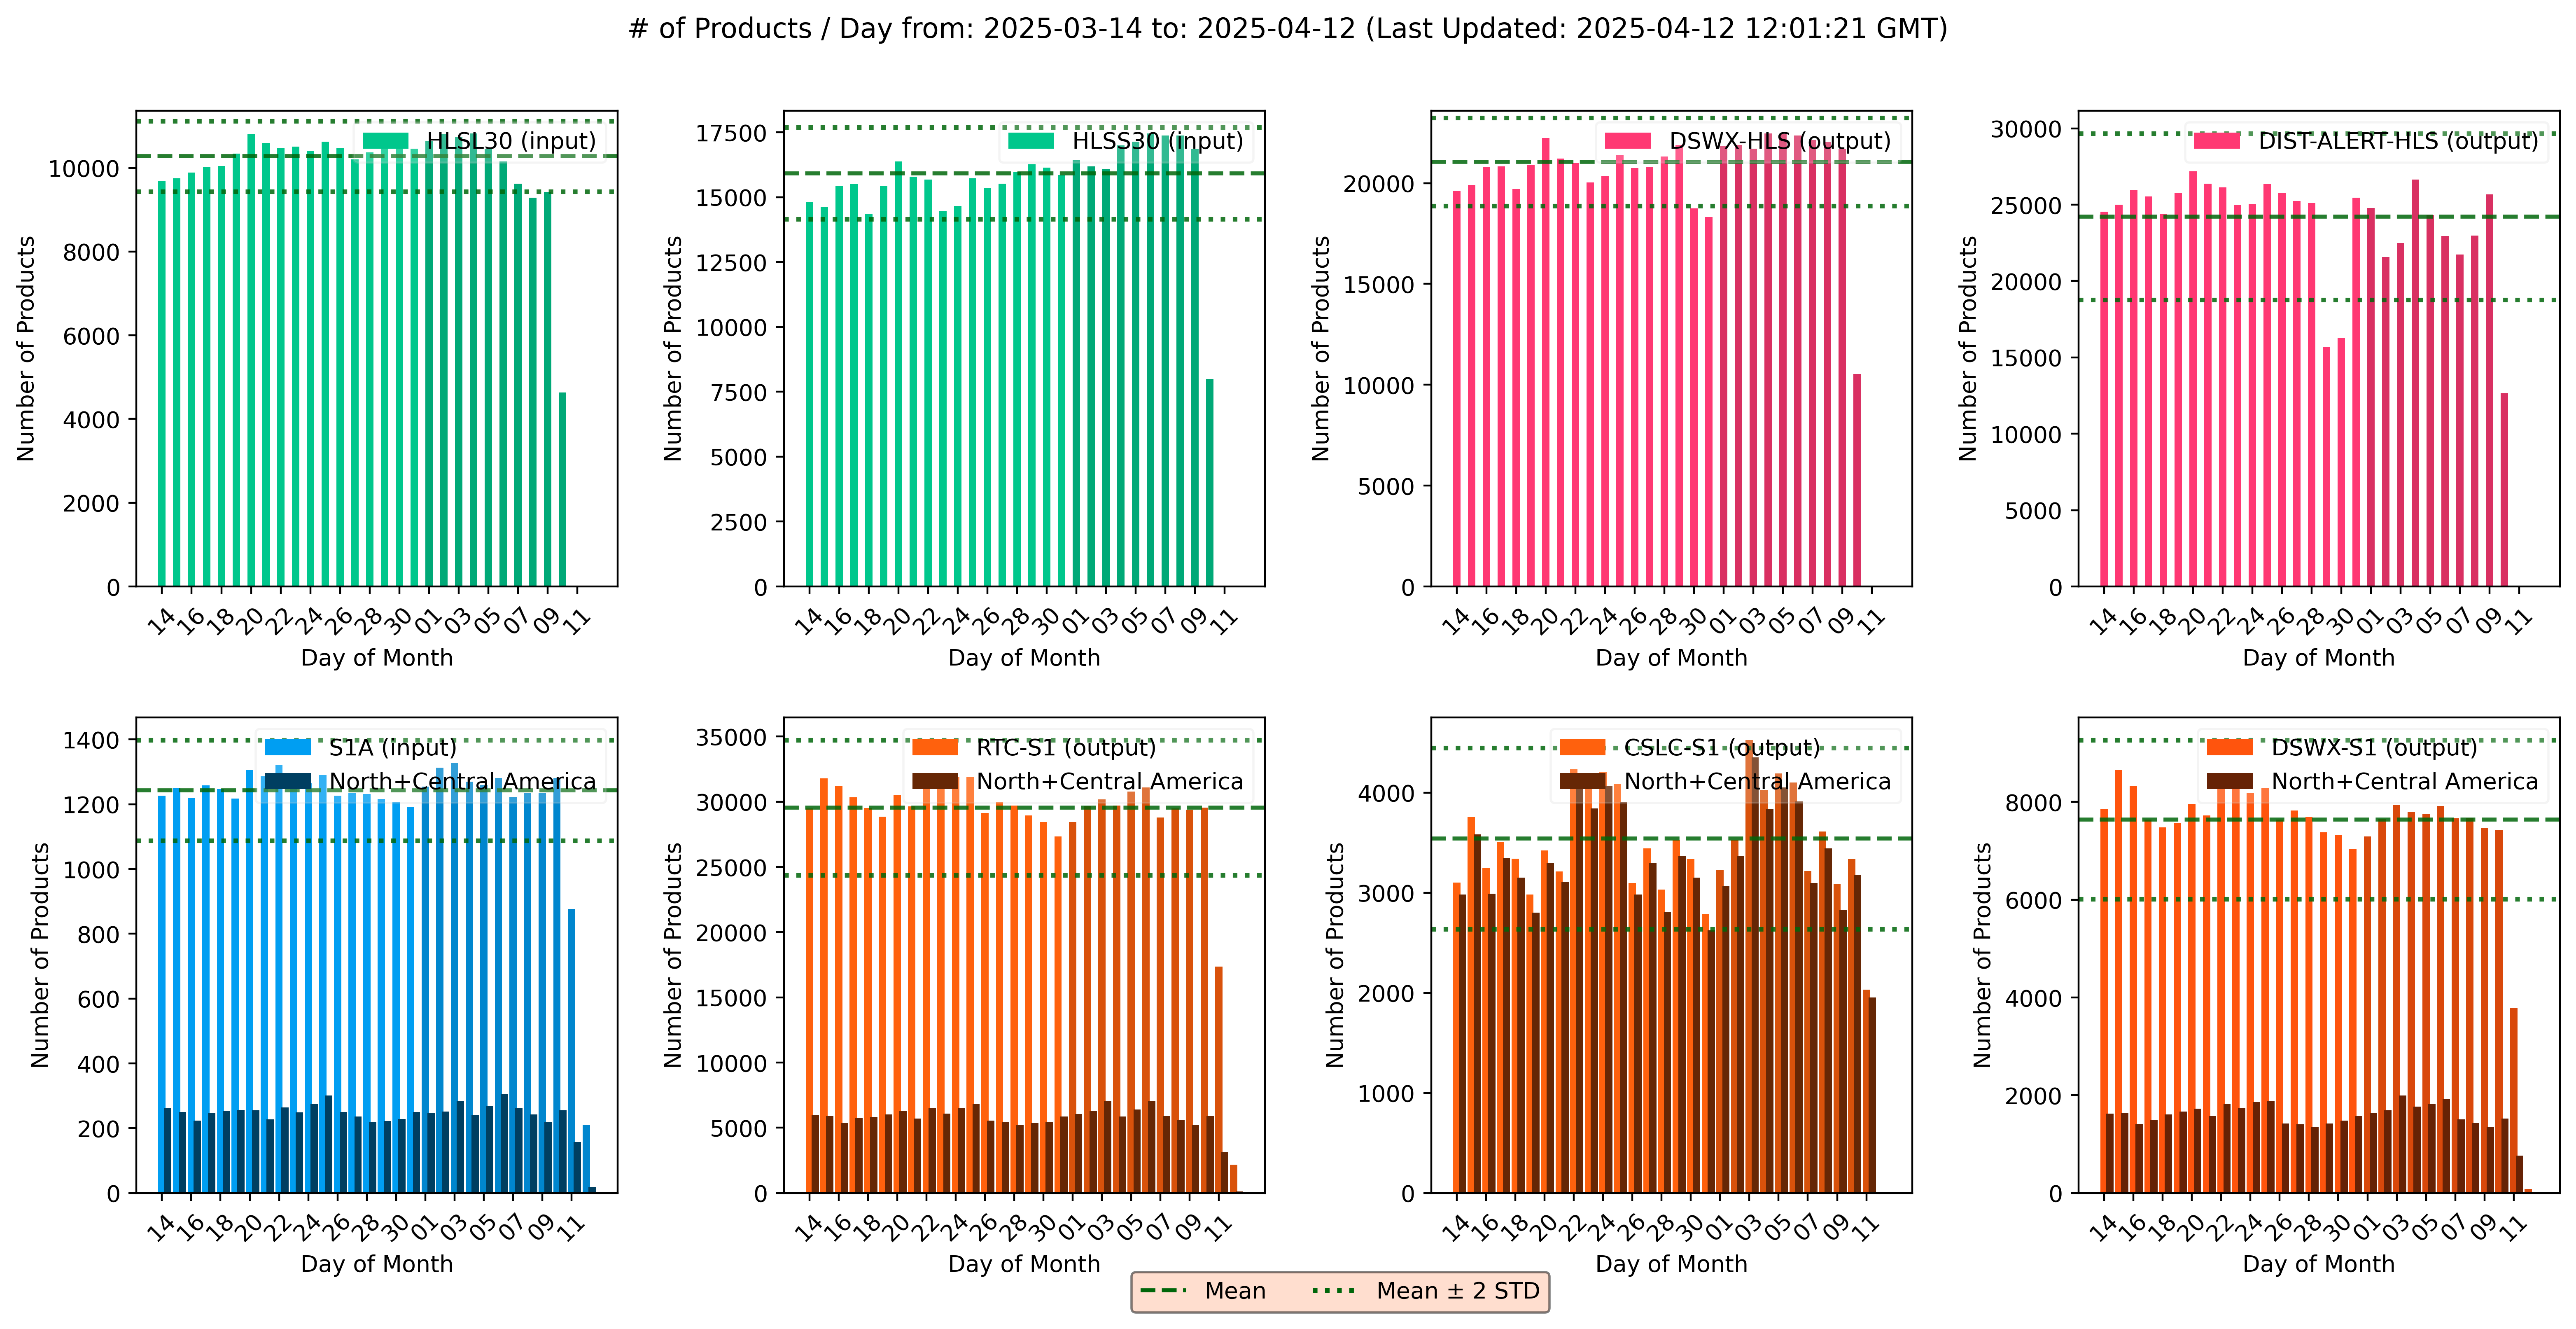 # of Products / Day from: 2025-03-14 to: 2025-04-12 (Last Updated: 2025-04-12 12:01:21 GMT)
HLSL30 (input)
Number of Products
10000
8000
6000
4000
2000
0
14 16 18 20 22 24 26 28 30 01 03 05 07 09 11
Day of Month
HLSS30 (input)
Number of Products
17500
15000
12500
10000
7500
5000
2500
0
14 16 18 20 22 24 26 28 30 01 03 05 07 09 11
Day of Month
DSWX-HLS (output)
Number of Products
20000
15000
10000
5000
0
14 16 18 20 22 24 26 28 30 01 03 05 07 09 11
Day of Month
DIST-ALERT-HLS (output)
Number of Products
30000
25000
20000
15000
10000
5000
0
14 16 18 20 22 24 26 28 30 01 03 05 07 09 11
Day of Month
S1A (input)
North+Central America
Number of Products
1400
1200
1000
800
600
400
200
0
14 16 18 20 22 24 26 28 30 01 03 05 07 09 11
Day of Month
RTC-S1 (output)
North+Central America
Number of Products
35000
30000
25000
20000
15000
10000
5000
0
14 16 18 20 22 24 26 28 30 01 03 05 07 09 11
Day of Month
CSLC-S1 (output)
North+Central America
Number of Products
4000
3000
2000
1000
0
14 16 18 20 22 24 26 28 30 01 03 05 07 09 11
Day of Month
DSWX-S1 (output)
North+Central America
Number of Products
8000
6000
4000
2000
0
14 16 18 20 22 24 26 28 30 01 03 05 07 09 11
Day of Month
Mean
Mean ± 2 STD